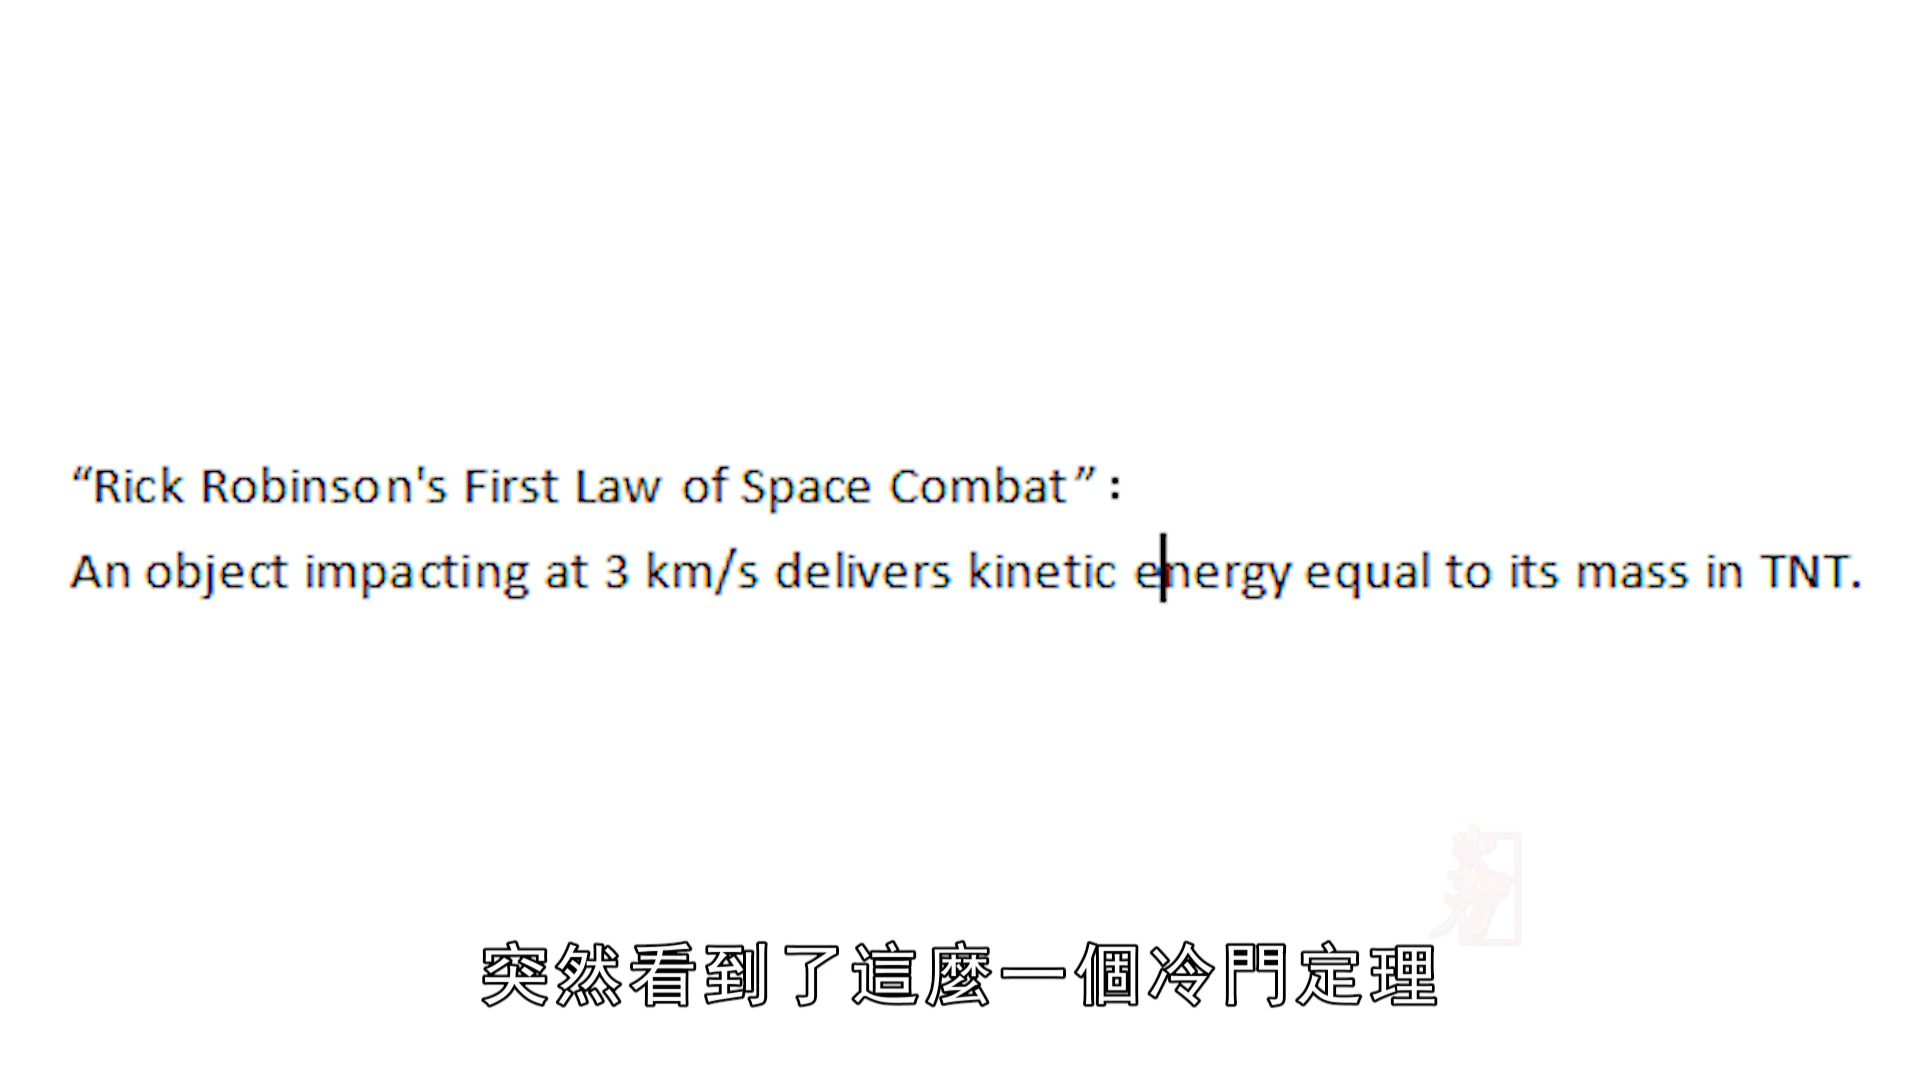 “Rick Robinson's First Law of Space Combat”：
An object impacting at 3 km/s delivers kinetic energy equal to its mass in TNT.
突然看到了這麼一個冷門定理